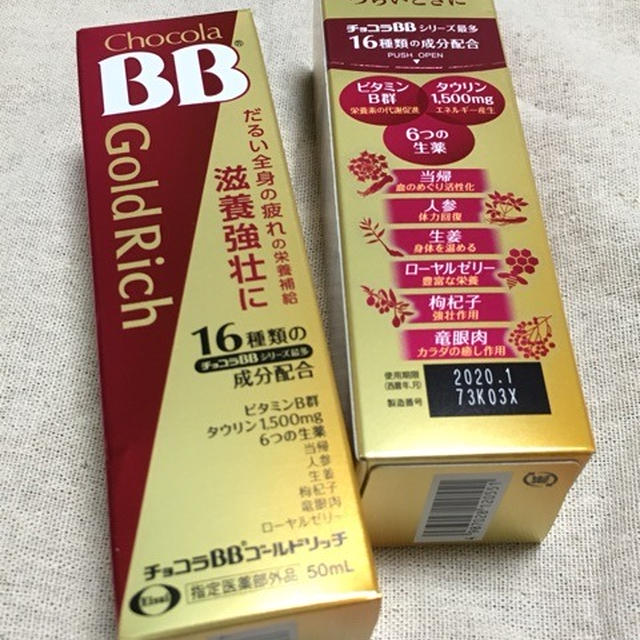 Chocola
BB®
Gold Rich
だるい全身の疲れの栄養補給
滋養強壮に
16種類の
チョコラBBシリーズ最多
成分配合
ビタミンB群
タウリン1,500mg
6つの生薬
当帰
人参
生姜
枸杞子
竜眼肉
ローヤルゼリー
チョコラBB®ゴールドリッチ
Eisai
指定医薬部外品 50mL
つらいときに
チョコラBBシリーズ最多
16種類の成分配合
PUSH OPEN
ビタミン
B群
栄養素の代謝促進
タウリン
1,500mg
エネルギー産生
6つの
生薬
当帰
血のめぐり活性化
人参
体力回復
生姜
身体を温める
ローヤルゼリー
豊富な栄養
枸杞子
強壮作用
竜眼肉
カラダの癒し作用
使用期限
(西暦年.月)
2020.1
製造番号
73K03X